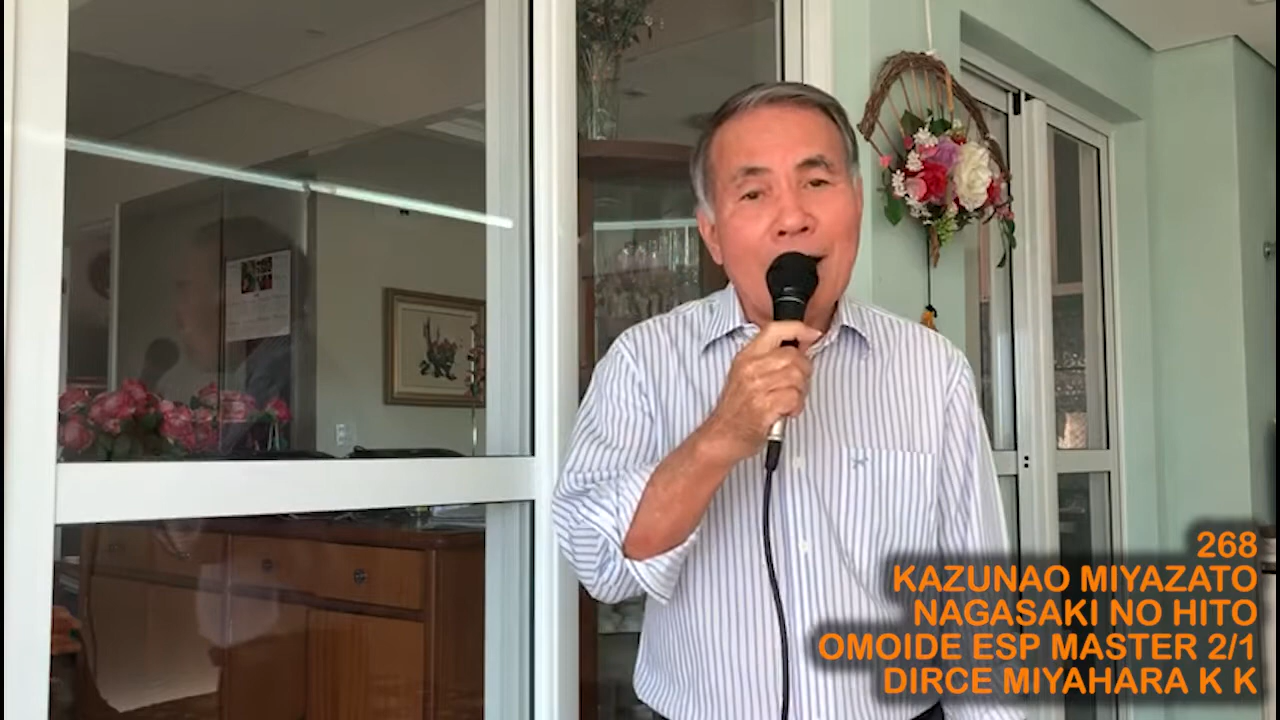 268
KAZUNAO MIYAZATO
NAGASAKI NO HITO
OMOIDE ESP MASTER 2/1
DIRCE MIYAHARA K K